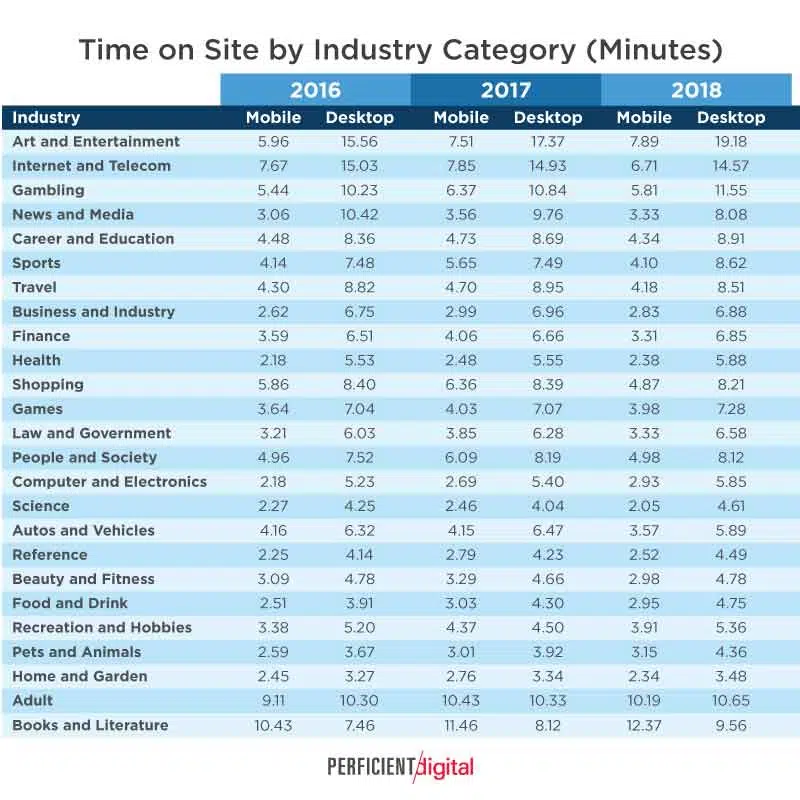 Time on Site by Industry Category (Minutes)
2016 2017 2018
Industry Mobile Desktop Mobile Desktop Mobile Desktop
Art and Entertainment 5.96 15.56 7.51 17.37 7.89 19.18
Internet and Telecom 7.67 15.03 7.85 14.93 6.71 14.57
Gambling 5.44 10.23 6.37 10.84 5.81 11.55
News and Media 3.06 10.42 3.56 9.76 3.33 8.08
Career and Education 4.48 8.36 4.73 8.69 4.34 8.91
Sports 4.14 7.48 5.65 7.49 4.10 8.62
Travel 4.30 8.82 4.70 8.95 4.18 8.51
Business and Industry 2.62 6.75 2.99 6.96 2.83 6.88
Finance 3.59 6.51 4.06 6.66 3.31 6.85
Health 2.18 5.53 2.48 5.55 2.38 5.88
Shopping 5.86 8.40 6.36 8.39 4.87 8.21
Games 3.64 7.04 4.03 7.07 3.98 7.28
Law and Government 3.21 6.03 3.85 6.28 3.33 6.58
People and Society 4.96 7.52 6.09 8.19 4.98 8.12
Computer and Electronics 2.18 5.23 2.69 5.40 2.93 5.85
Science 2.27 4.25 2.46 4.04 2.05 4.61
Autos and Vehicles 4.16 6.32 4.15 6.47 3.57 5.89
Reference 2.25 4.14 2.79 4.23 2.52 4.49
Beauty and Fitness 3.09 4.78 3.29 4.66 2.98 4.78
Food and Drink 2.51 3.91 3.03 4.30 2.95 4.75
Recreation and Hobbies 3.38 5.20 4.37 4.50 3.91 5.36
Pets and Animals 2.59 3.67 3.01 3.92 3.15 4.36
Home and Garden 2.45 3.27 2.76 3.34 2.34 3.48
Adult 9.11 10.30 10.43 10.33 10.19 10.65
Books and Literature 10.43 7.46 11.46 8.12 12.37 9.56
PERFICIENT/digital